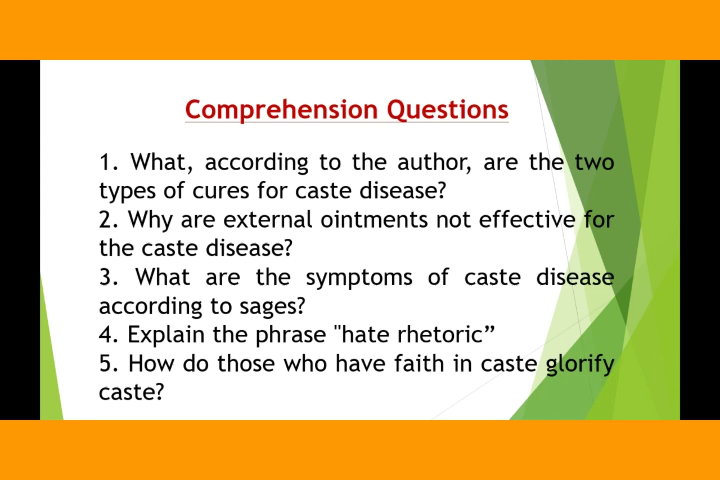 Comprehension Questions
1. What, according to the author, are the two
types of cures for caste disease?
2. Why are external ointments not effective for
the caste disease?
3. What are the symptoms of caste disease
according to sages?
4. Explain the phrase "hate rhetoric”
5. How do those who have faith in caste glorify
caste?